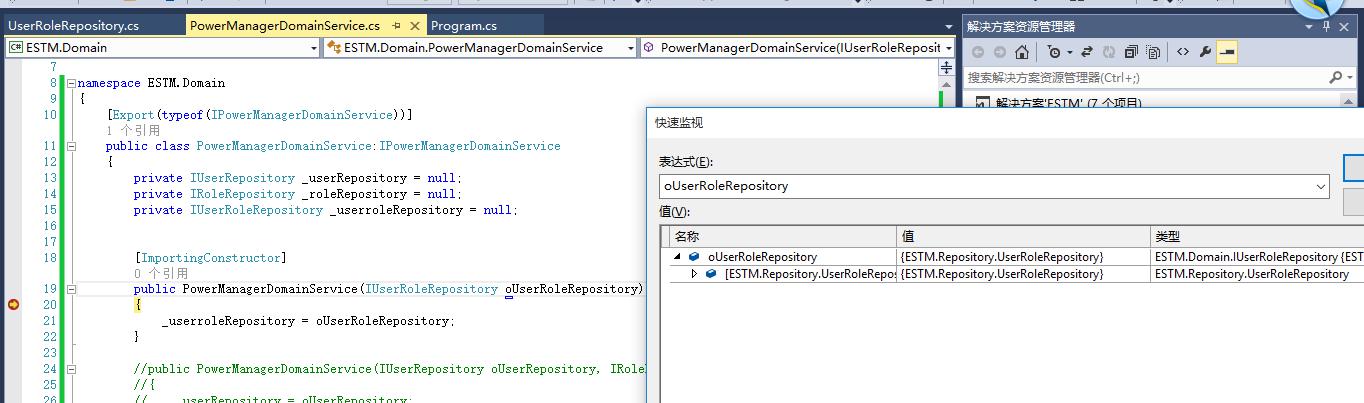 UserRoleRepository.cs PowerManagerDomainService.cs Program.cs
ESTM.Domain ESTM.Domain.PowerManagerDomainService PowerManagerDomainService(IUserRoleReposit
7
8 namespace ESTM.Domain
9 {
10 [Export(typeof(IPowerManagerDomainService))]
1 个引用
11 public class PowerManagerDomainService:IPowerManagerDomainService
12 {
13 private IUserRepository _userRepository = null;
14 private IRoleRepository _roleRepository = null;
15 private IUserRoleRepository _userroleRepository = null;
16
17
18 [ImportingConstructor]
0 个引用
19 public PowerManagerDomainService(IUserRoleRepository oUserRoleRepository)
20 {
21 _userroleRepository = oUserRoleRepository;
22 }
23
24 //public PowerManagerDomainService(IUserRepository oUserRepository, IRole
25 //{
26 // _userRepository = oUserRepository;
解决方案资源管理器
搜索解决方案资源管理器(Ctrl+;)
解决方案'ESTM' (7 个项目)
快速监视
表达式(E):
oUserRoleRepository
值(V):
名称 值 类型
oUserRoleRepository {ESTM.Repository.UserRoleRepository} ESTM.Domain.IUserRoleRepository {EST
[ESTM.Repository.UserRoleRepos {ESTM.Repository.UserRoleRepository} ESTM.Repository.UserRoleRepository